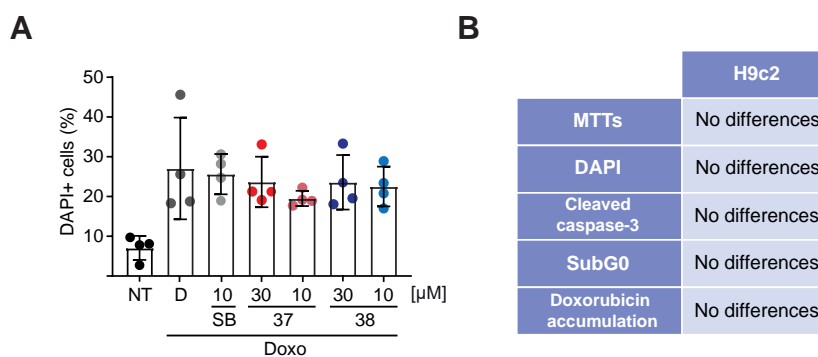 A
DAPI+ cells (%)
50
40
30
20
10
NT D 10 30 10 30 10 [µM]
SB 37 38
Doxo
B
H9c2
MTTs No differences
DAPI No differences
Cleaved
caspase-3 No differences
SubG0 No differences
Doxorubicin
accumulation No differences